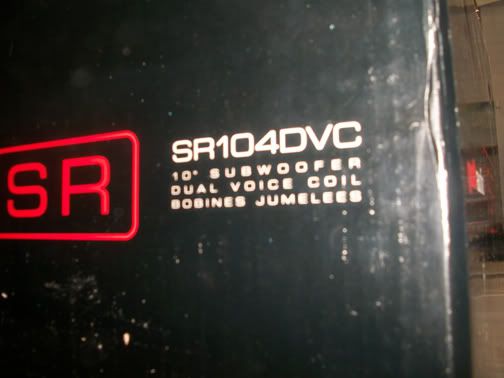 SR
SR104DVC
10" SUBWOOFER
DUAL VOICE COIL
BOBINES JUMELEES